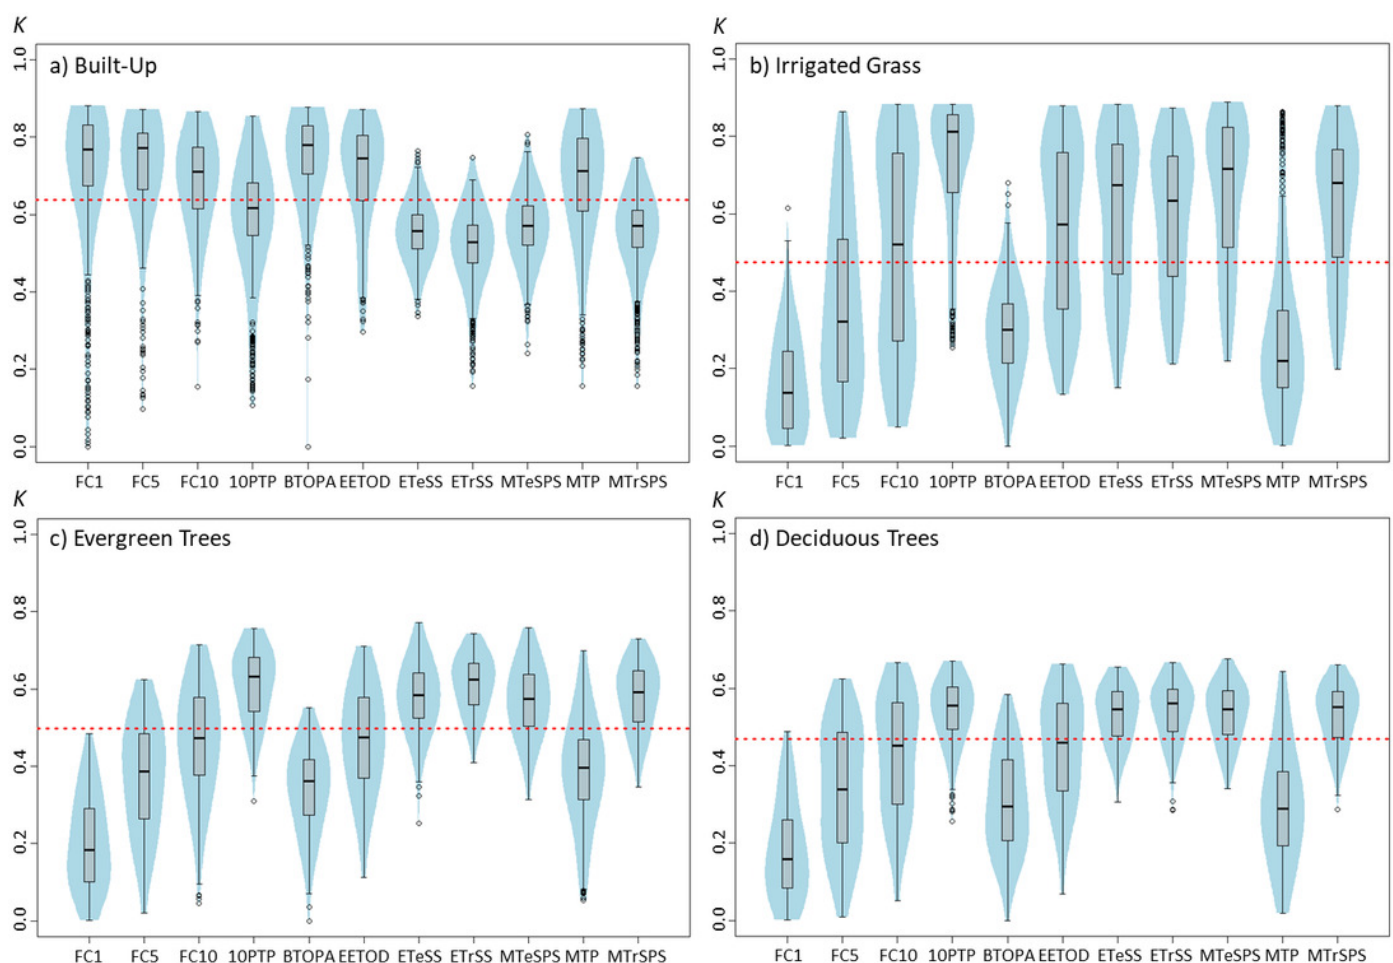 K
a) Built-Up
1.0
0.8
0.6
0.4
0.2
0.0
FC1 FC5 FC10 10PTP BTOPA EETOD ETeSS ETrSS MTeSPS MTP MTrSPS
K
b) Irrigated Grass
1.0
0.8
0.6
0.4
0.2
0.0
FC1 FC5 FC10 10PTP BTOPA EETOD ETeSS ETrSS MTeSPS MTP MTrSPS
K
c) Evergreen Trees
1.0
0.8
0.6
0.4
0.2
0.0
FC1 FC5 FC10 10PTP BTOPA EETOD ETeSS ETrSS MTeSPS MTP MTrSPS
K
d) Deciduous Trees
1.0
0.8
0.6
0.4
0.2
0.0
FC1 FC5 FC10 10PTP BTOPA EETOD ETeSS ETrSS MTeSPS MTP MTrSPS